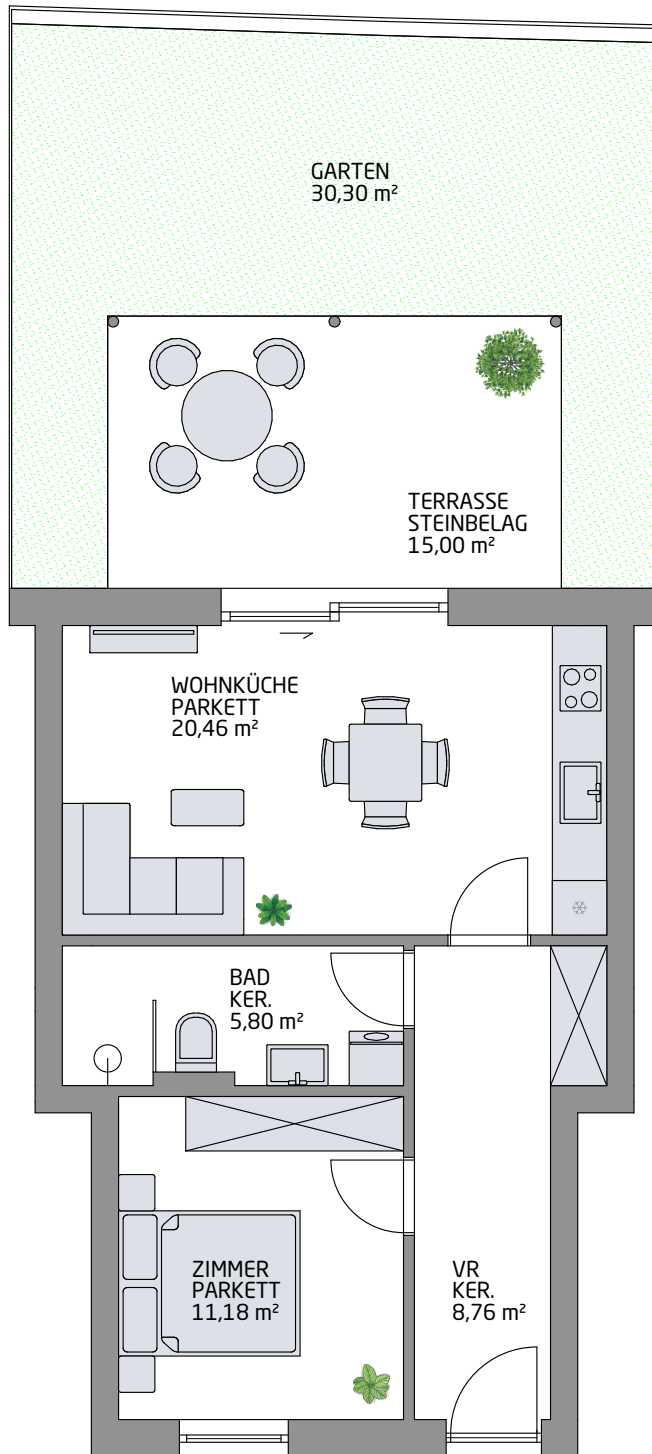 GARTEN
30,30 m²
TERRASSE
STEINBELAG
15,00 m²
WOHNKÜCHE
PARKETT
20,46 m²
BAD
KER.
5,80 m²
ZIMMER
PARKETT
11,18 m²
VR
KER.
8,76 m²